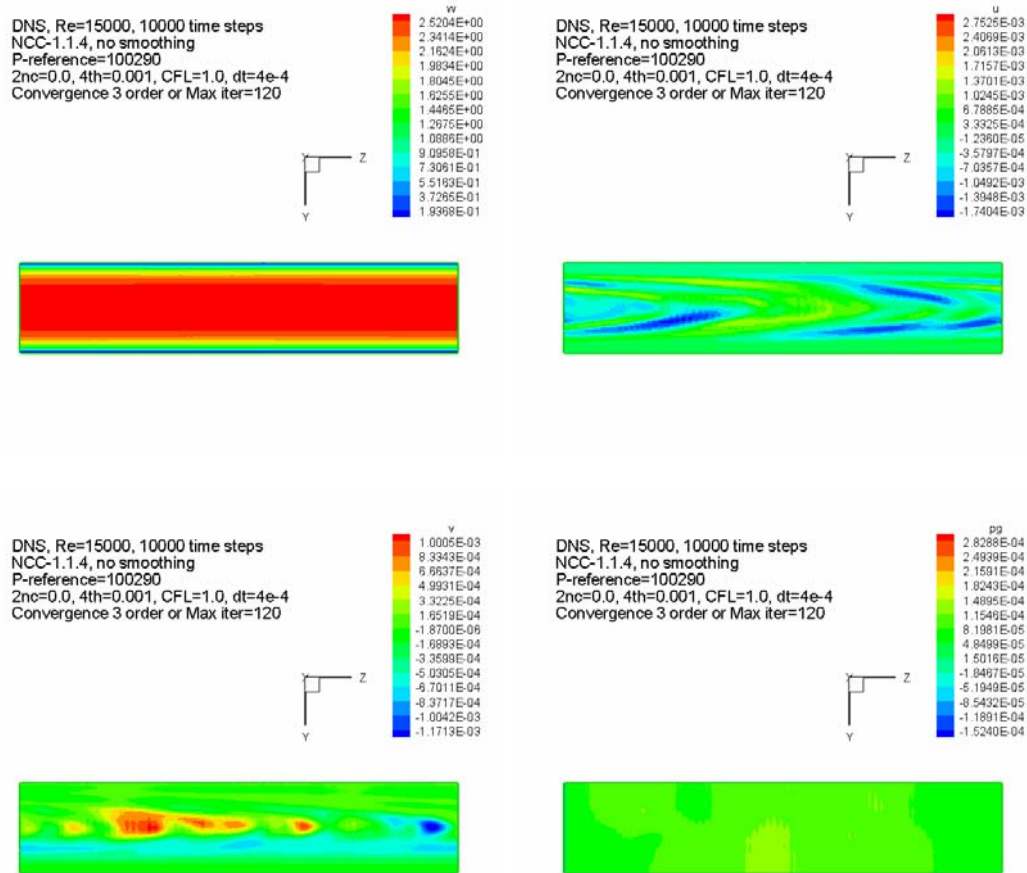 DNS, Re=15000, 10000 time steps
NCC-1.1.4, no smoothing
P-reference=100290
2nc=0.0, 4th=0.001, CFL=1.0, dt=4e-4
Convergence 3 order or Max iter=120
w
2.5204E+00
2.3414E+00
2.1624E+00
1.9834E+00
1.8045E+00
1.6255E+00
1.4465E+00
1.2675E+00
1.0886E+00
9.0958E-01
7.3061E-01
5.5163E-01
3.7265E-01
1.9368E-01
X
Z
Y
DNS, Re=15000, 10000 time steps
NCC-1.1.4, no smoothing
P-reference=100290
2nc=0.0, 4th=0.001, CFL=1.0, dt=4e-4
Convergence 3 order or Max iter=120
u
2.7525E-03
2.4069E-03
2.0613E-03
1.7157E-03
1.3701E-03
1.0245E-03
6.7885E-04
3.3325E-04
-1.2360E-05
-3.5797E-04
-7.0357E-04
-1.0492E-03
-1.3948E-03
-1.7404E-03
X
Z
Y
DNS, Re=15000, 10000 time steps
NCC-1.1.4, no smoothing
P-reference=100290
2nc=0.0, 4th=0.001, CFL=1.0, dt=4e-4
Convergence 3 order or Max iter=120
v
1.0005E-03
8.3343E-04
6.6637E-04
4.9931E-04
3.3225E-04
1.6519E-04
-1.8700E-06
-1.6893E-04
-3.3599E-04
-5.0305E-04
-6.7011E-04
-8.3717E-04
-1.0042E-03
-1.1713E-03
X
Z
Y
DNS, Re=15000, 10000 time steps
NCC-1.1.4, no smoothing
P-reference=100290
2nc=0.0, 4th=0.001, CFL=1.0, dt=4e-4
Convergence 3 order or Max iter=120
pg
2.8288E-04
2.4939E-04
2.1591E-04
1.8243E-04
1.4895E-04
1.1546E-04
8.1981E-05
4.8499E-05
1.5016E-05
-1.8467E-05
-5.1949E-05
-8.5432E-05
-1.1891E-04
-1.5240E-04
X
Z
Y